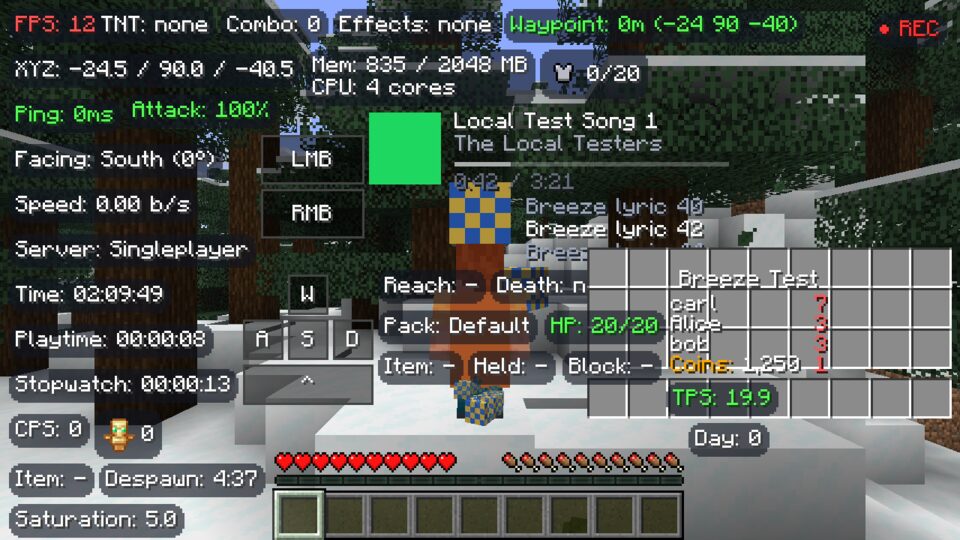 FPS: 12
TNT: none
Combo: 0
Effects: none
Waypoint: 0m (-24 90 -40)
REC
XYZ: -24.5 / 90.0 / -40.5
Mem: 835 / 2048 MB
CPU: 4 cores
0/20
Ping: 0ms
Attack: 100%
Local Test Song 1
The Local Testers
0:42 / 3:21
Facing: South (0°)
LMB
Speed: 0.00 b/s
RMB
Breeze lyric 40
Breeze lyric 42
Server: Singleplayer
Time: 02:09:49
W
Reach: -
Death: n
Breeze Test
carl 7
Alice 3
bob 3
Coins: 1,250 1
Playtime: 00:00:08
A
S
D
Pack: Default
HP: 20/20
Item: -
Held: -
Block: -
Stopwatch: 00:00:13
^
TPS: 19.9
CPS: 0
0
Day: 0
Item: -
Despawn: 4:37
Saturation: 5.0